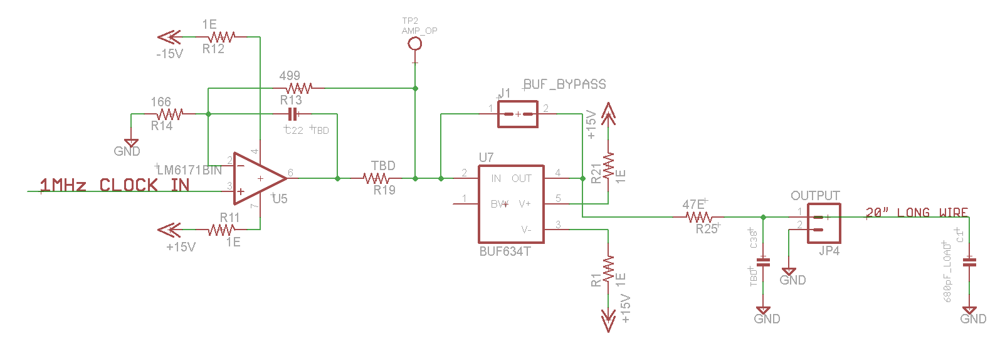 TP2
AMP_OP
1E
R12
-15V
499
R13
166
R14
GND
C22 TBD
LM6171BIN
1MHz CLOCK IN
2
3
4
6
7
U5
R11
1E
+15V
TBD
R19
BUF_BYPASS
J1
1
2
U7
2 IN OUT 4
1 BW V+ 5
V- 3
BUF634T
+15V
R21
1E
R1
1E
+15V
47E
R25
C38
TBD
GND
OUTPUT
1
2
JP4
GND
20" LONG WIRE
C1
680pF_LOAD
GND